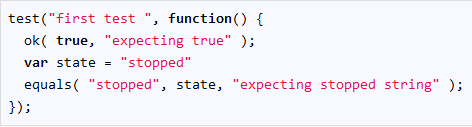 test("first test ", function() {
  ok( true, "expecting true" );
  var state = "stopped"
  equals( "stopped", state, "expecting stopped string" );
});